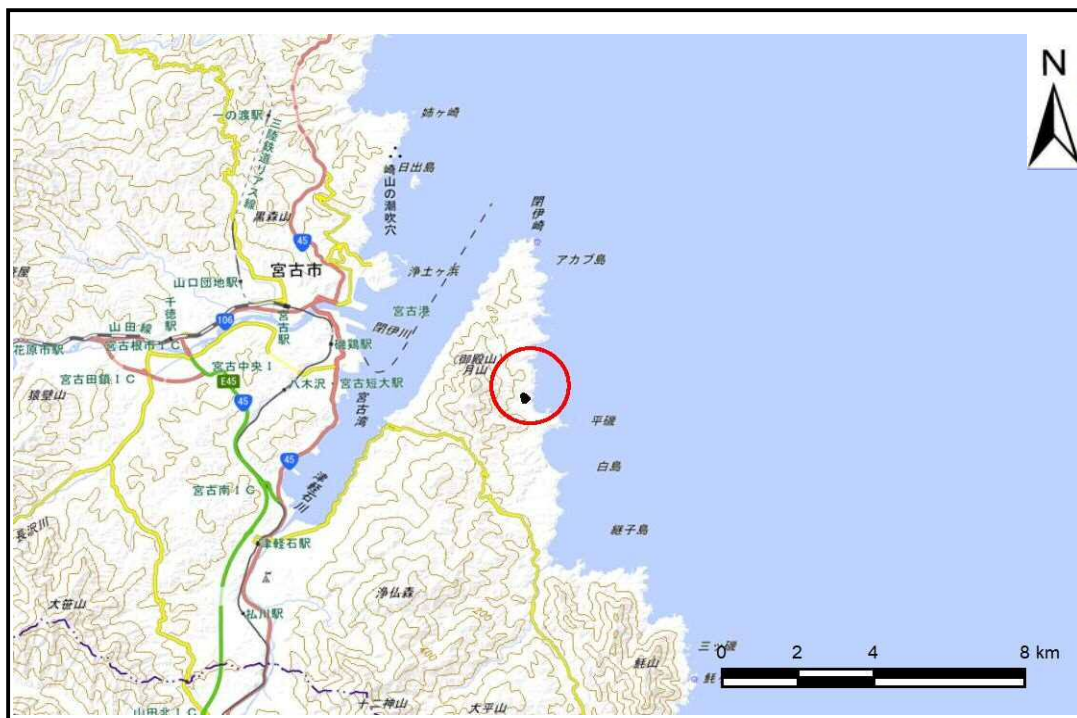 N
姉ヶ崎
一の渡駅
三陸鉄道リアス線
日出島
崎山の潮吹穴
黒森山
閉伊崎
45
アカブ島
宮古市
浄土ヶ浜
山口団地駅
宮古港
千徳駅
106
宮古駅
閉伊川
山田線
磯鶏駅
花原市駅
宮古根市IC
(御殿山)
月山
宮古中央I
宮古田鎖IC
E45
八木沢・宮古短大駅
猿壁山
45
宮古湾
平磯
45
白島
宮古南IC
津軽石川
継子島
長沢川
津軽石駅
浄仏森
大笹山
払川駅
三ッ磯
400
0 2 4 8 km
山田北IC
十二神山
大平山